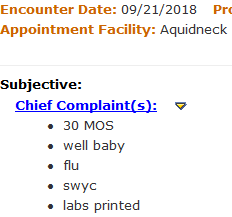 Encounter Date: 09/21/2018 Pro
Appointment Facility: Aquidneck
Subjective:
Chief Complaint(s):
30 MOS
well baby
flu
swyc
labs printed